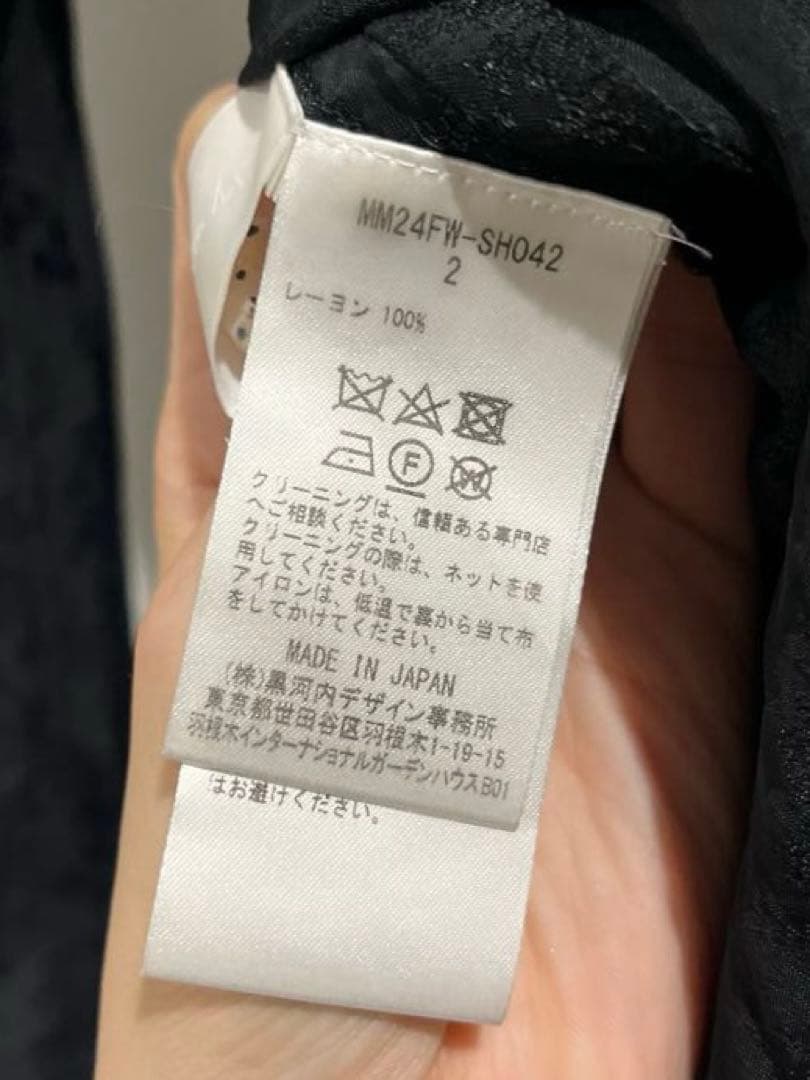 MM24FW-SH042
2
レーヨン 100%
F
W
クリーニングは、信頼ある専門店
へご相談ください。
クリーニングの際は、ネットを使
用してください。
アイロンは、低温で裏から当て布
をしてかけてください。
MADE IN JAPAN
(株)黒河内デザイン事務所
東京都世田谷区羽根木1-19-15
羽根木インターナショナルガーデンハウスB01
はお避けください。